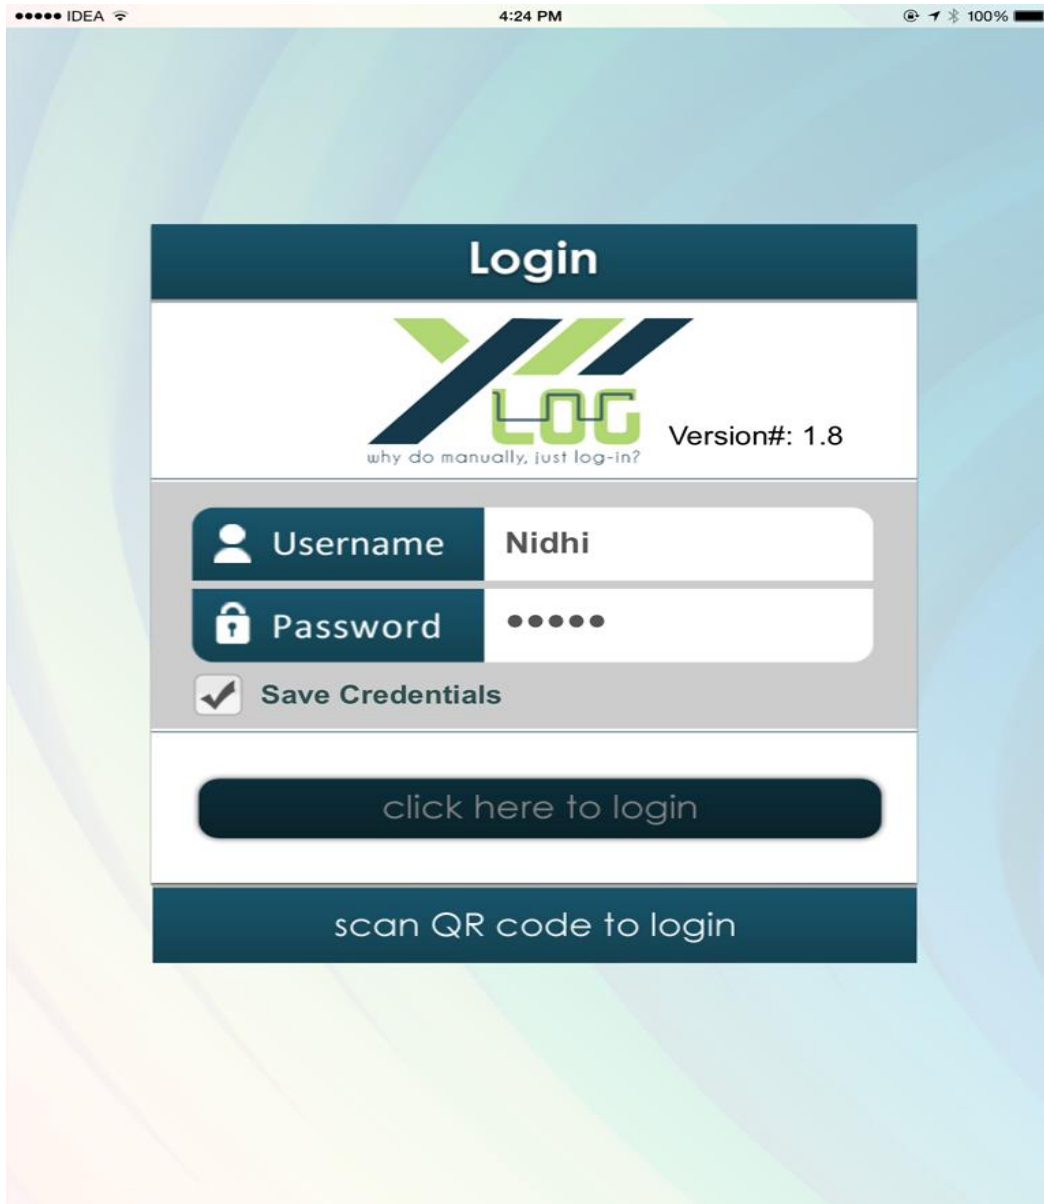 IDEA 4:24 PM 100%
Login
LOG
Version#: 1.8
why do manually, just log-in?
Username Nidhi
Password •••••
Save Credentials
click here to login
scan QR code to login